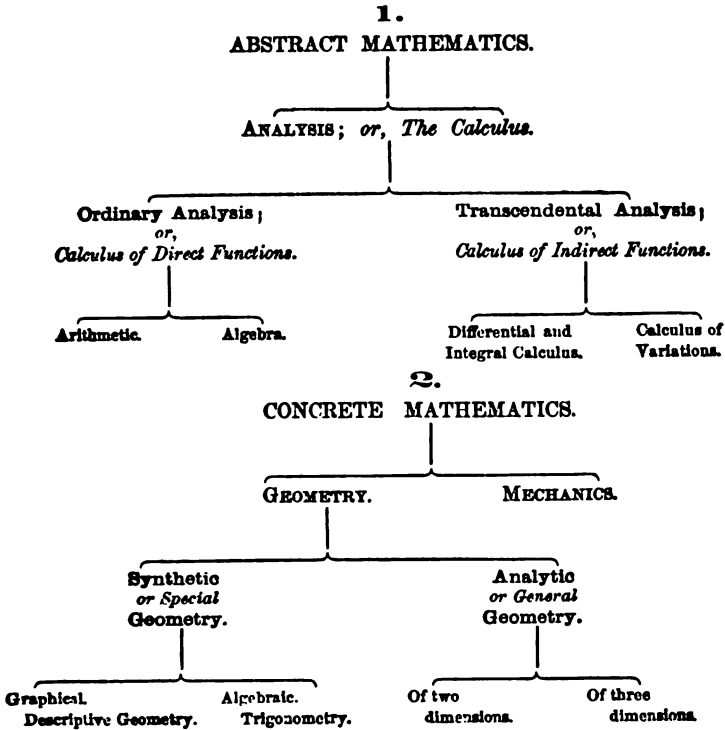 1.
ABSTRACT MATHEMATICS.
ANALYSIS; or, The Calculus.
Ordinary Analysis;
or,
Calculus of Direct Functions.
Transcendental Analysis;
or,
Calculus of Indirect Functions.
Arithmetic.
Algebra.
Differential and
Integral Calculus.
Calculus of
Variations.
2.
CONCRETE MATHEMATICS.
GEOMETRY.
MECHANICS.
Synthetic
or Special
Geometry.
Analytic
or General
Geometry.
Graphical.
Descriptive Geometry.
Algebraic.
Trigonometry.
Of two
dimensions.
Of three
dimensions.